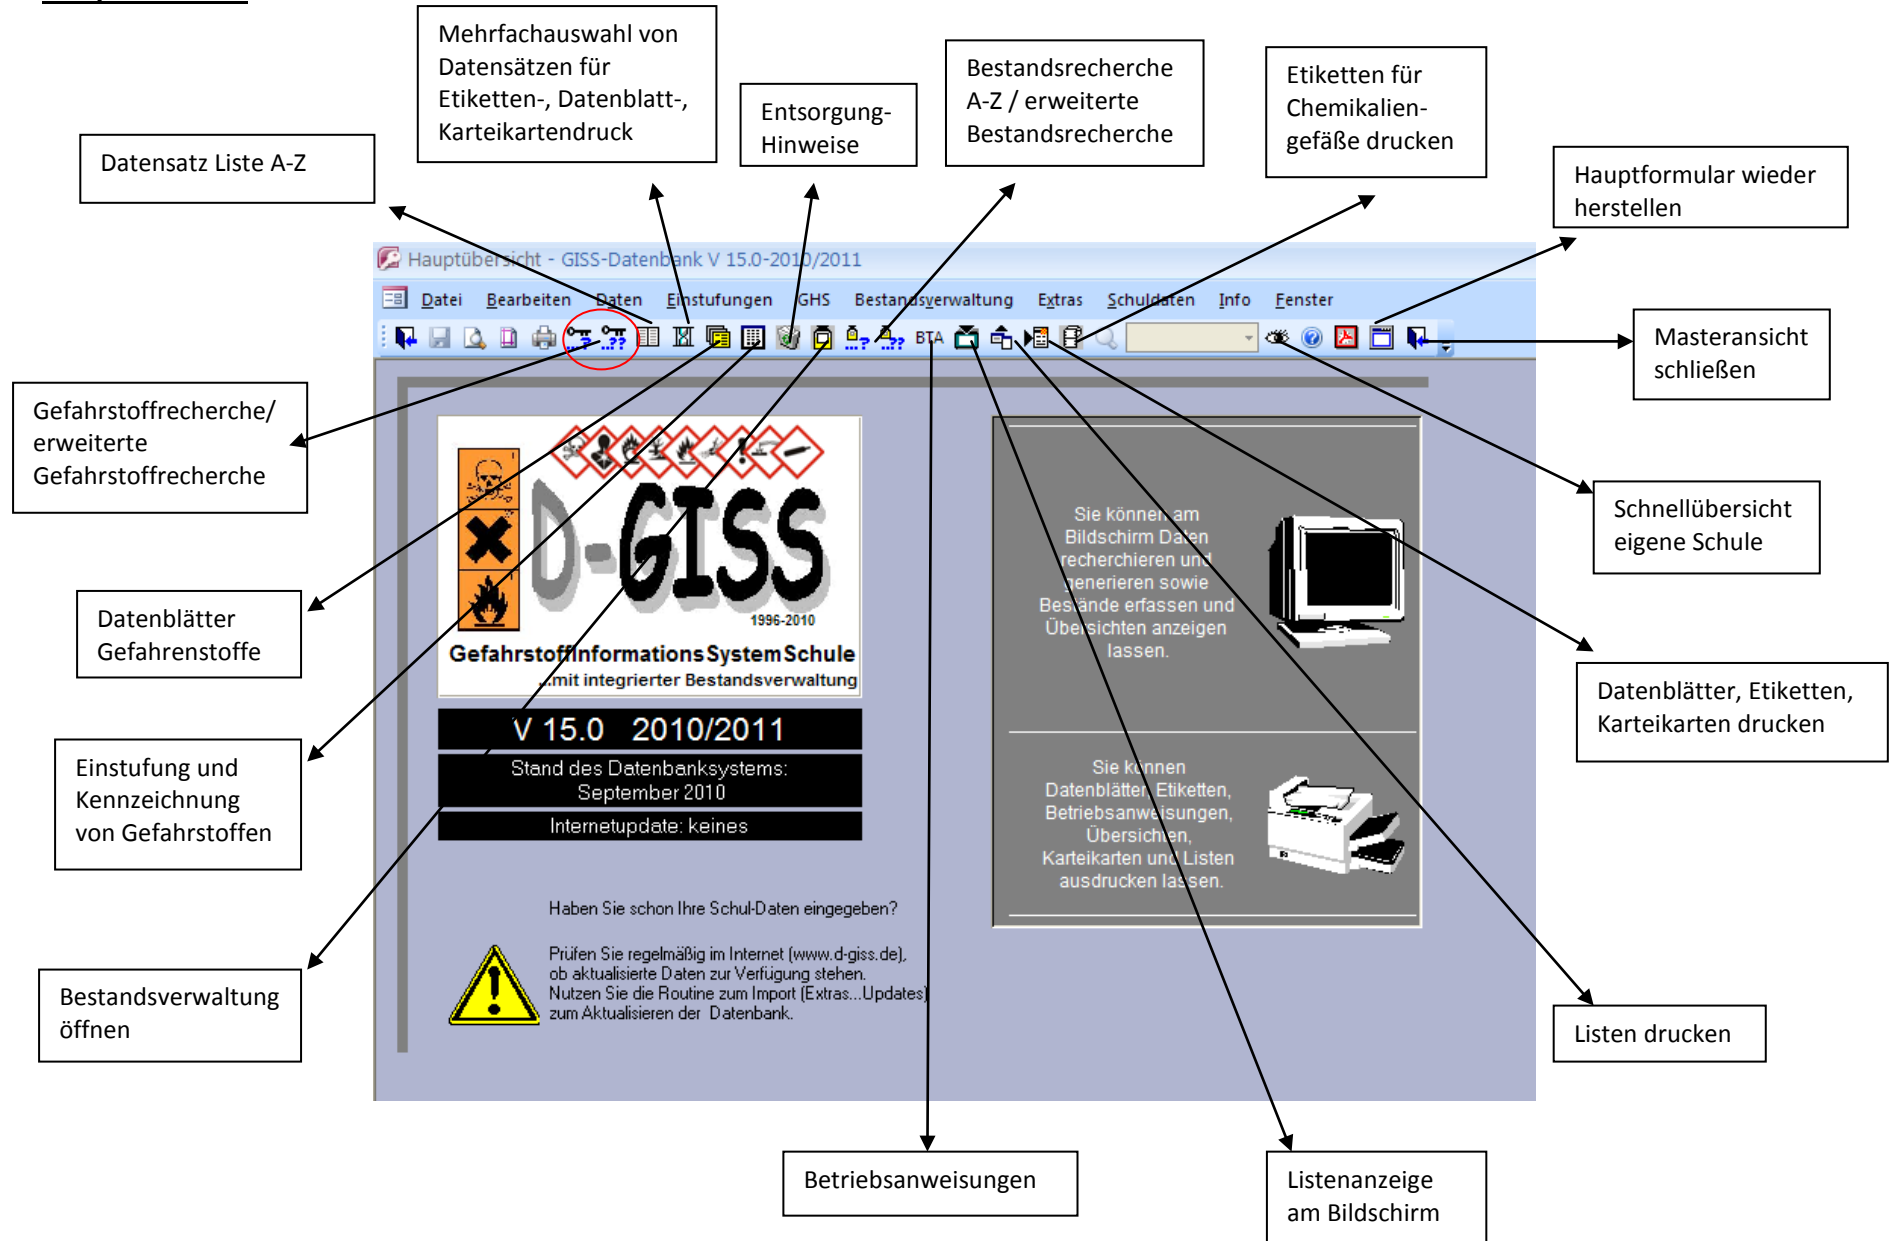 Mehrfachauswahl von
Datensätzen für
Etiketten-, Datenblatt-,
Karteikartendruck
Entsorgung-
Hinweise
Bestandsrecherche
A-Z / erweiterte
Bestandsrecherche
Etiketten für
Chemikalien-
gefäße drucken
Datensatz Liste A-Z
Hauptformular wieder
herstellen
Hauptübersicht - GISS-Datenbank V 15.0-2010/2011
Datei Bearbeiten Daten Einstufungen GHS Bestandsverwaltung Extras Schuldaten Info Fenster
...? ...?? ...? ...?? BTA
Masteransicht
schließen
Gefahrstoffrecherche/
erweiterte
Gefahrstoffrecherche
D-GISS
1996-2010
GefahrstoffInformationsSystemSchule
...mit integrierter Bestandsverwaltung
V 15.0 2010/2011
Stand des Datenbanksystems:
September 2010
Internetupdate: keines
Sie können am
Bildschirm Daten
recherchieren und
generieren sowie
Bestände erfassen und
Übersichten anzeigen
lassen.
Sie können
Datenblätter, Etiketten,
Betriebsanweisungen,
Übersichten,
Karteikarten und Listen
ausdrucken lassen.
Schnellübersicht
eigene Schule
Datenblätter
Gefahrenstoffe
Datenblätter, Etiketten,
Karteikarten drucken
Einstufung und
Kennzeichnung
von Gefahrstoffen
Haben Sie schon Ihre Schul-Daten eingegeben?
Prüfen Sie regelmäßig im Internet (www.d-giss.de),
ob aktualisierte Daten zur Verfügung stehen.
Nutzen Sie die Routine zum Import (Extras...Updates)
zum Aktualisieren der Datenbank.
Bestandsverwaltung
öffnen
Listen drucken
Betriebsanweisungen
Listenanzeige
am Bildschirm